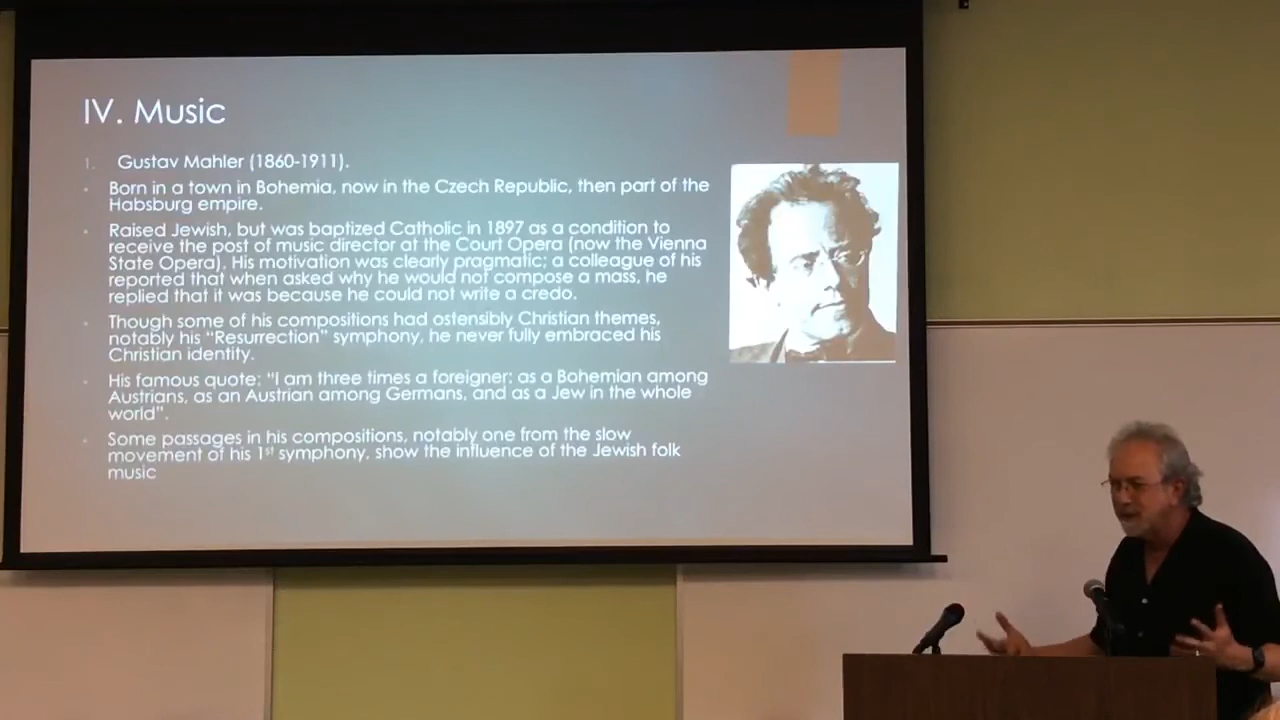 IV. Music
1. Gustav Mahler (1860-1911).
Born in a town in Bohemia, now in the Czech Republic, then part of the
Habsburg empire.
Raised Jewish, but was baptized Catholic in 1897 as a condition to
receive the post of music director at the Court Opera (now the Vienna
State Opera). His motivation was clearly pragmatic; a colleague of his
reported that when asked why he would not compose a mass, he
replied that it was because he could not write a credo.
Though some of his compositions had ostensibly Christian themes,
notably his “Resurrection” symphony, he never fully embraced his
Christian identity.
His famous quote: “I am three times a foreigner: as a Bohemian among
Austrians, as an Austrian among Germans, and as a Jew in the whole
world”.
Some passages in his compositions, notably one from the slow
movement of his 1st symphony, show the influence of the Jewish folk
music